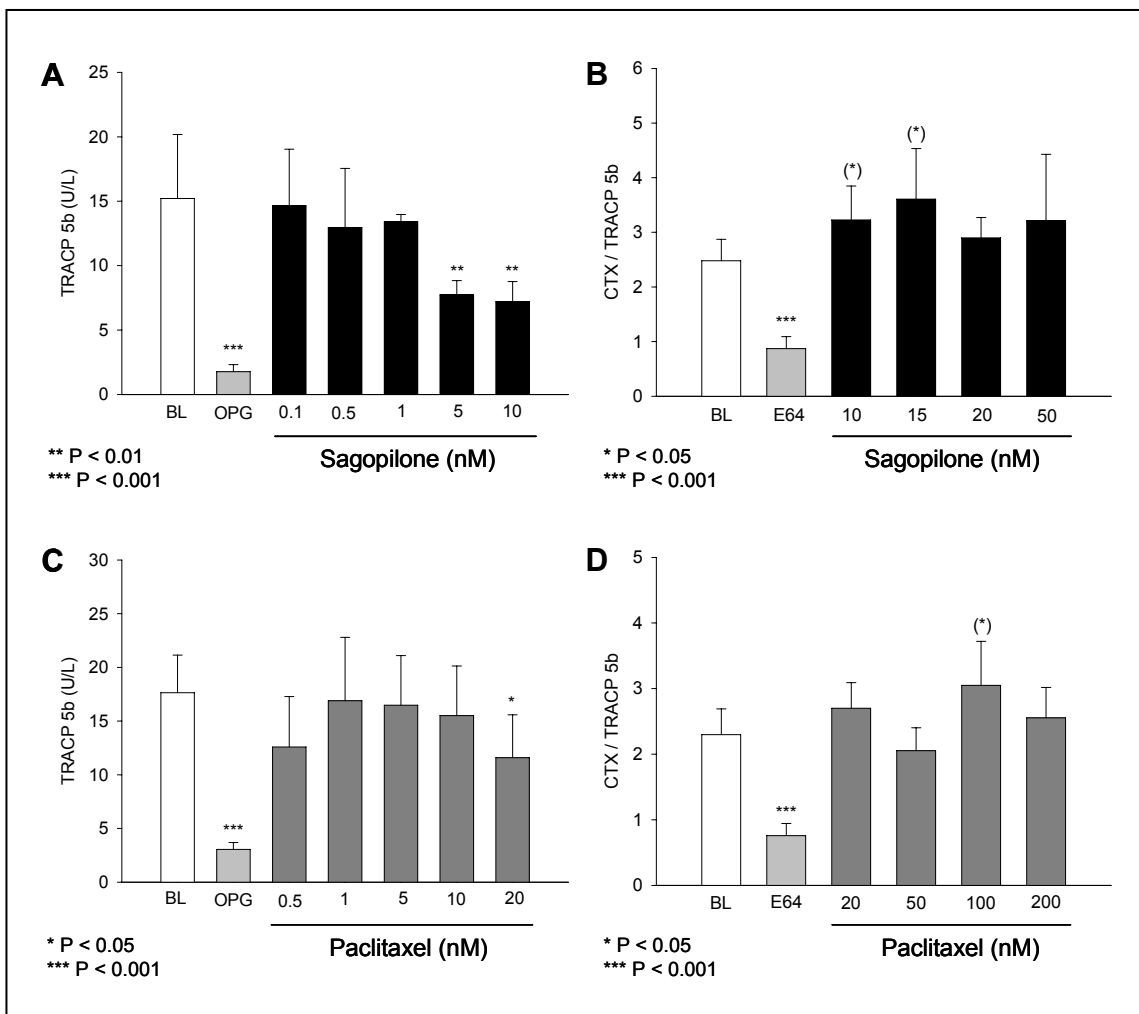 A
TRACP 5b (U/L)
25
20
15
10
5
0
***
**
**
BL OPG 0.1 0.5 1 5 10
Sagopilone (nM)
** P < 0.01
*** P < 0.001
B
CTX / TRACP 5b
6
5
4
3
2
1
0
***
(*)
(*)
BL E64 10 15 20 50
Sagopilone (nM)
* P < 0.05
*** P < 0.001
C
TRACP 5b (U/L)
30
25
20
15
10
5
0
***
*
BL OPG 0.5 1 5 10 20
Paclitaxel (nM)
* P < 0.05
*** P < 0.001
D
CTX / TRACP 5b
5
4
3
2
1
0
***
(*)
BL E64 20 50 100 200
Paclitaxel (nM)
* P < 0.05
*** P < 0.001